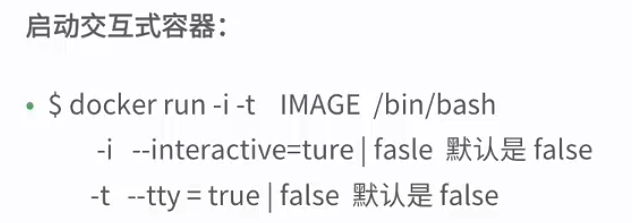 启动交互式容器：
• $ docker run -i -t IMAGE /bin/bash
-i --interactive=ture | fasle 默认是 false
-t --tty = true | false 默认是 false